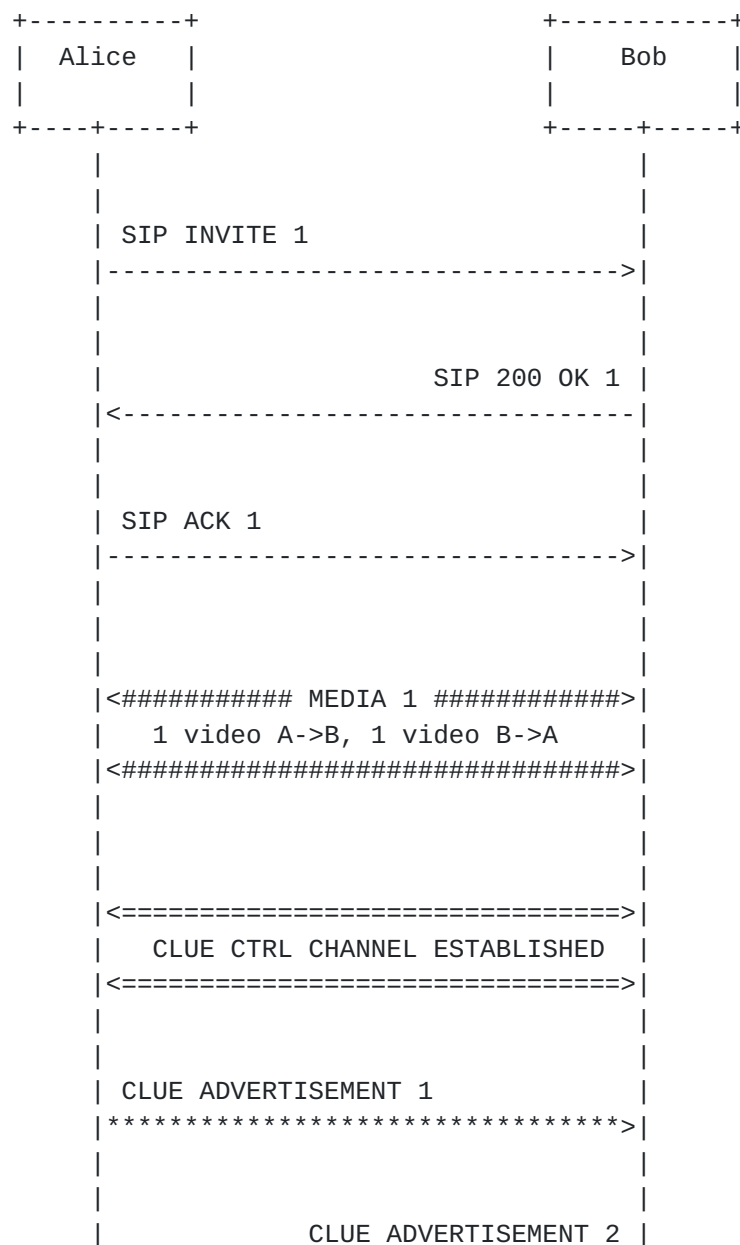 Alice Bob
SIP INVITE 1
SIP 200 OK 1
SIP ACK 1
<########### MEDIA 1 ############>
1 video A->B, 1 video B->A
<################################>
<================================>
CLUE CTRL CHANNEL ESTABLISHED
<================================>
CLUE ADVERTISEMENT 1
*********************************>
CLUE ADVERTISEMENT 2